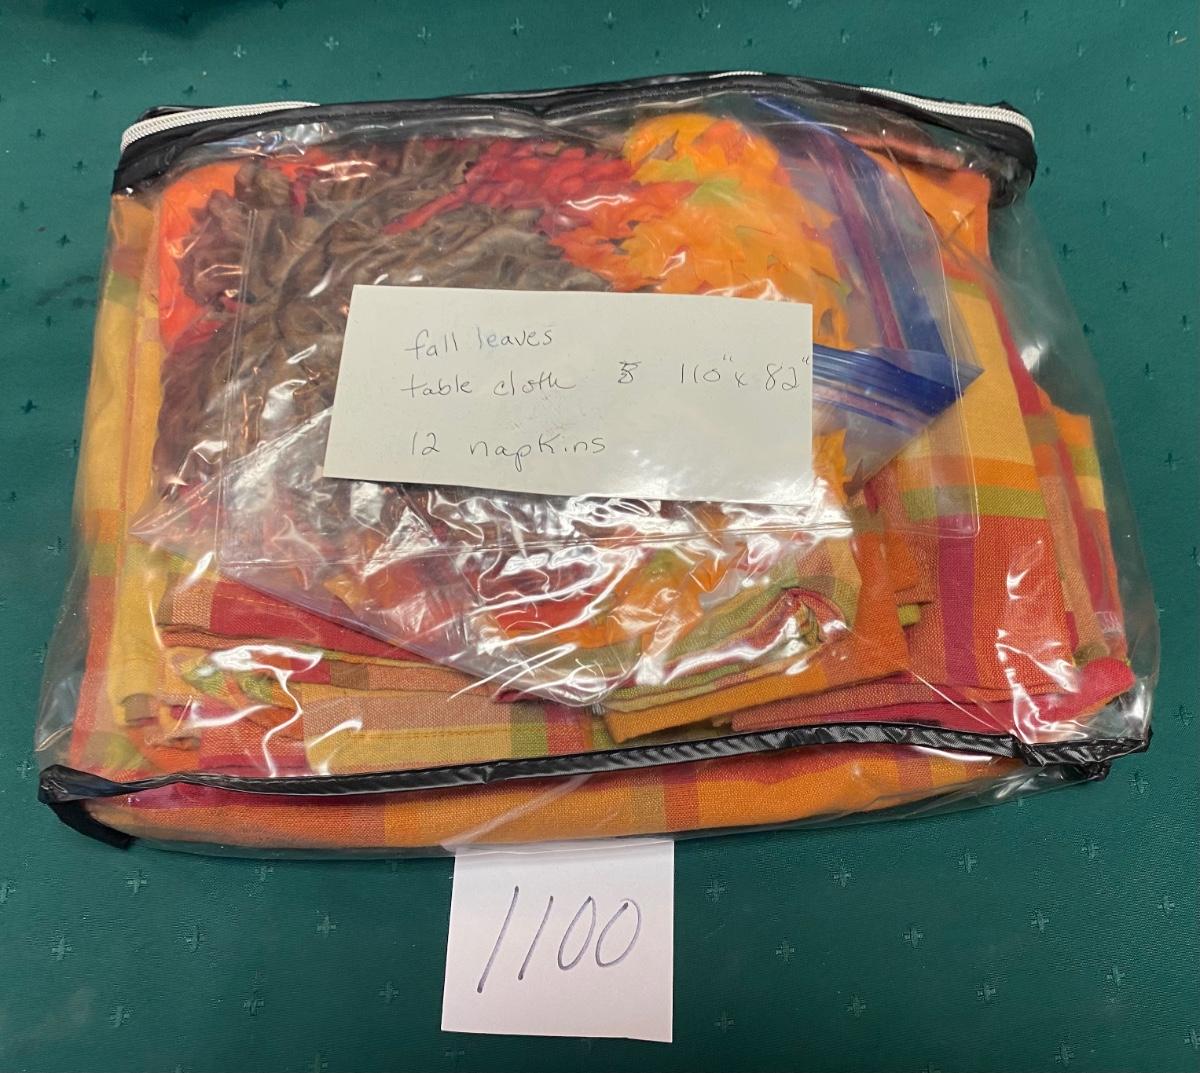 fall leaves
table cloth 110" x 82"
12 napkins
1100